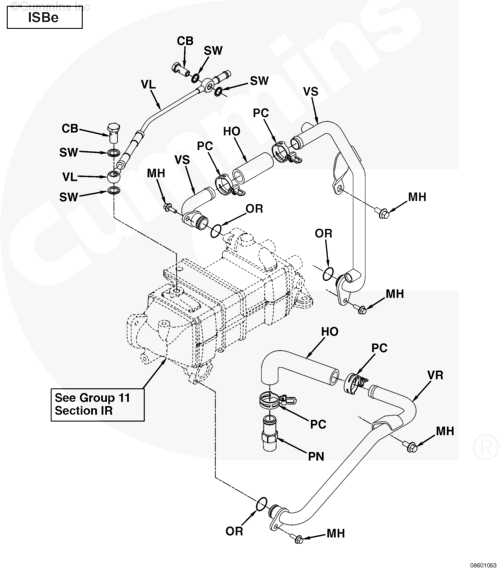 ©Cummins Inc
ISBe
CB
SW
VL
SW
CB
SW
VL
SW
VS
PC
HO
PC
VS
MH
OR
MH
OR
MH
HO
PC
VR
See Group 11
Section IR
PC
PN
MH
OR
MH
Cummins
®
08601083